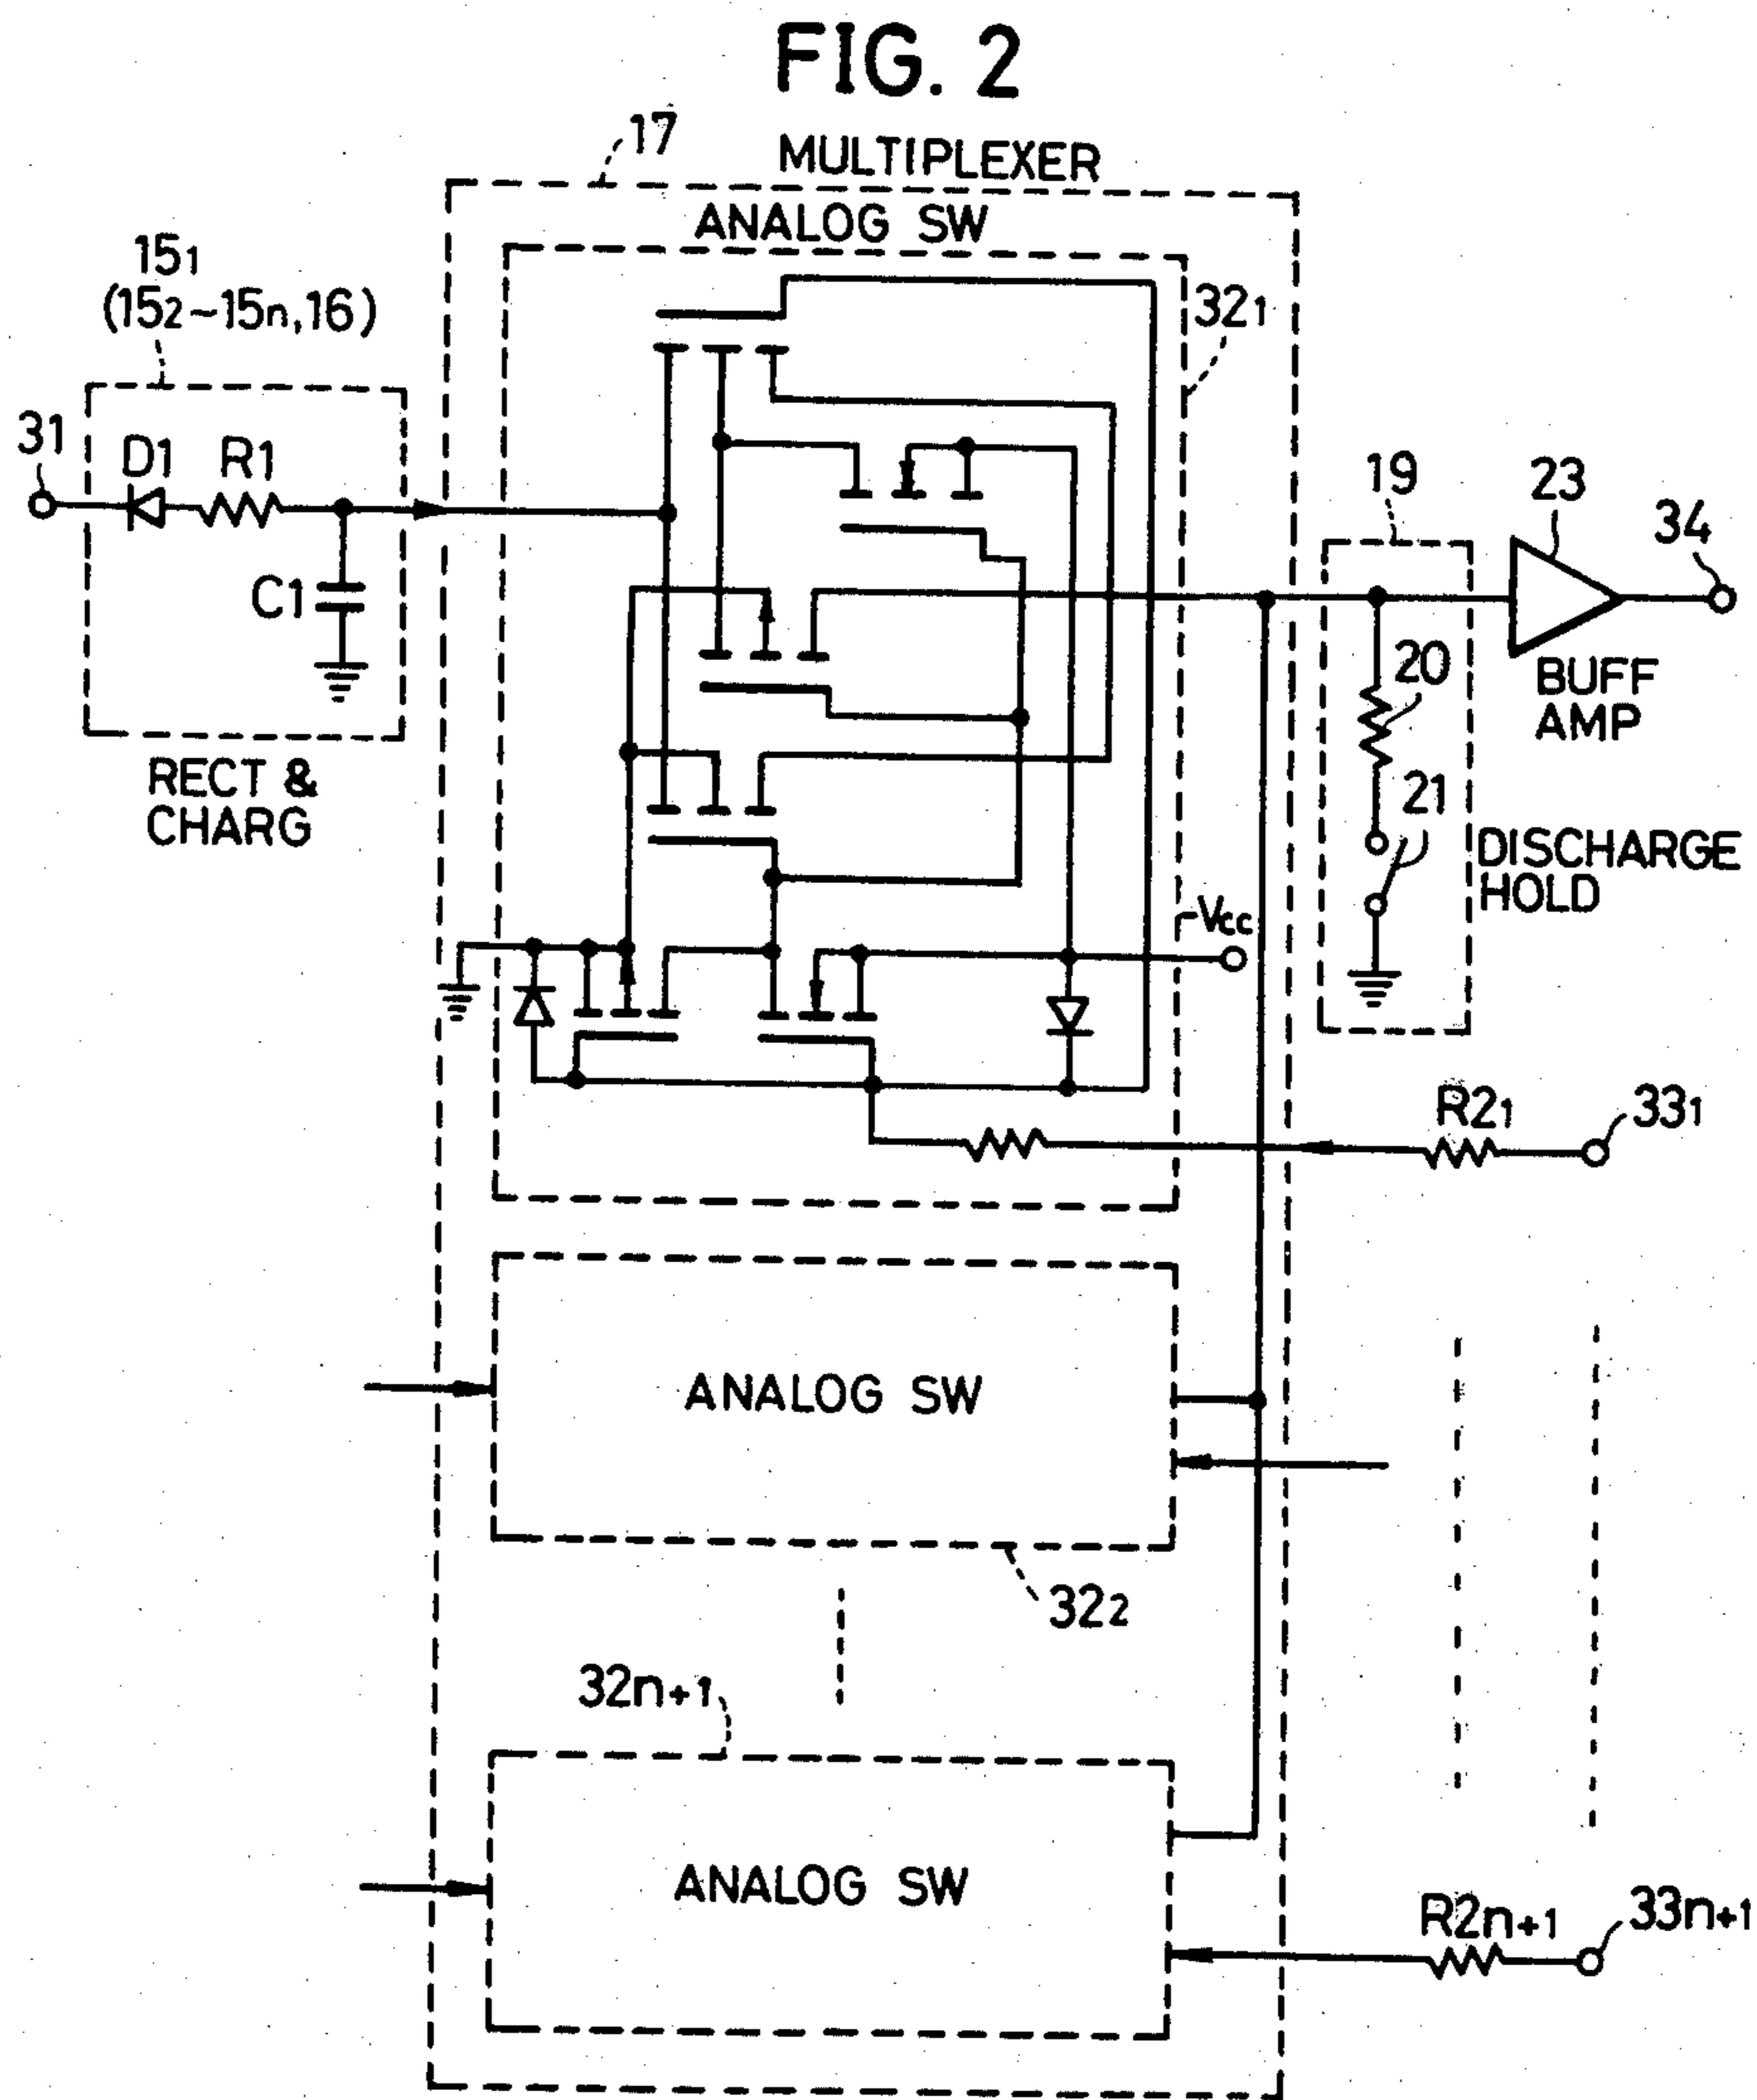 FIG. 2
17
MULTIPLEXER
ANALOG SW
151
(152~15n,16)
321
31
D1
R1
C1
RECT &
CHARG
19
23
34
20
BUFF
AMP
21
DISCHARGE
HOLD
-Vcc
R21
331
ANALOG SW
322
32n+1
ANALOG SW
R2n+1
33n+1